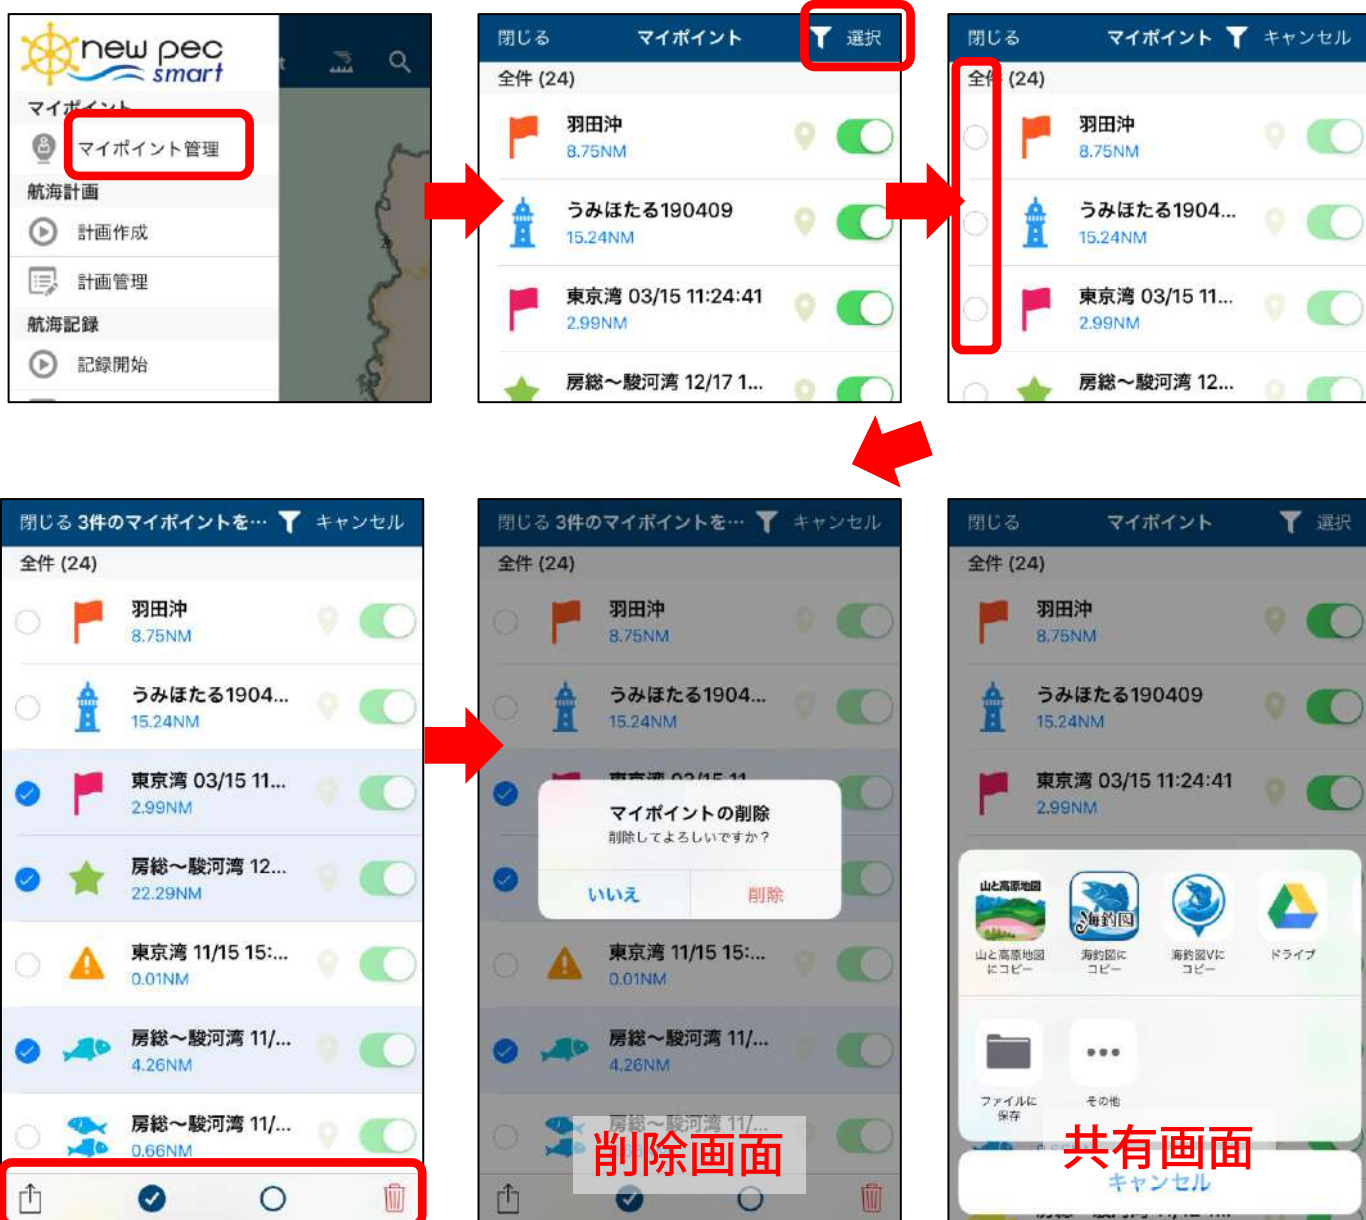 new pec
smart
マイポイント
マイポイント管理
航海計画
計画作成
計画管理
航海記録
記録開始
閉じる マイポイント 選択
全件 (24)
羽田沖
8.75NM
うみほたる190409
15.24NM
東京湾 03/15 11:24:41
2.99NM
房総～駿河湾 12/17 1...
閉じる マイポイント キャンセル
全件 (24)
羽田沖
8.75NM
うみほたる1904...
15.24NM
東京湾 03/15 11...
2.99NM
房総～駿河湾 12...
閉じる 3件のマイポイントを… キャンセル
全件 (24)
羽田沖
8.75NM
うみほたる1904...
15.24NM
東京湾 03/15 11...
2.99NM
房総～駿河湾 12...
22.29NM
東京湾 11/15 15:...
0.01NM
房総～駿河湾 11/...
4.26NM
房総～駿河湾 11/...
0.66NM
閉じる 3件のマイポイントを… キャンセル
全件 (24)
羽田沖
8.75NM
うみほたる1904...
15.24NM
東京湾 03/15 11
マイポイントの削除
削除してよろしいですか？
いいえ 削除
東京湾 11/15 15:...
0.01NM
房総～駿河湾 11/...
4.26NM
房総～駿河湾 11/...
削除画面
閉じる マイポイント 選択
全件 (24)
羽田沖
8.75NM
うみほたる190409
15.24NM
東京湾 03/15 11:24:41
2.99NM
山と高原地図
海釣図
山と高原地図
にコピー
海釣図に
コピー
海釣図Vに
コピー
ドライブ
ファイルに
保存
その他
共有画面
キャンセル